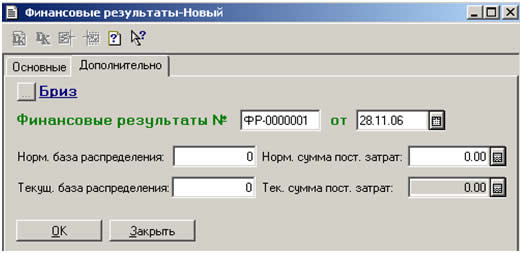 Финансовые результаты-Новый
Основные Дополнительно
... Бриз
Финансовые результаты № ФР-0000001 от 28.11.06
Норм. база распределения: 0 Норм. сумма пост. затрат: 0.00
Текущ. база распределения: 0 Тек. сумма пост. затрат: 0.00
OK Закрыть